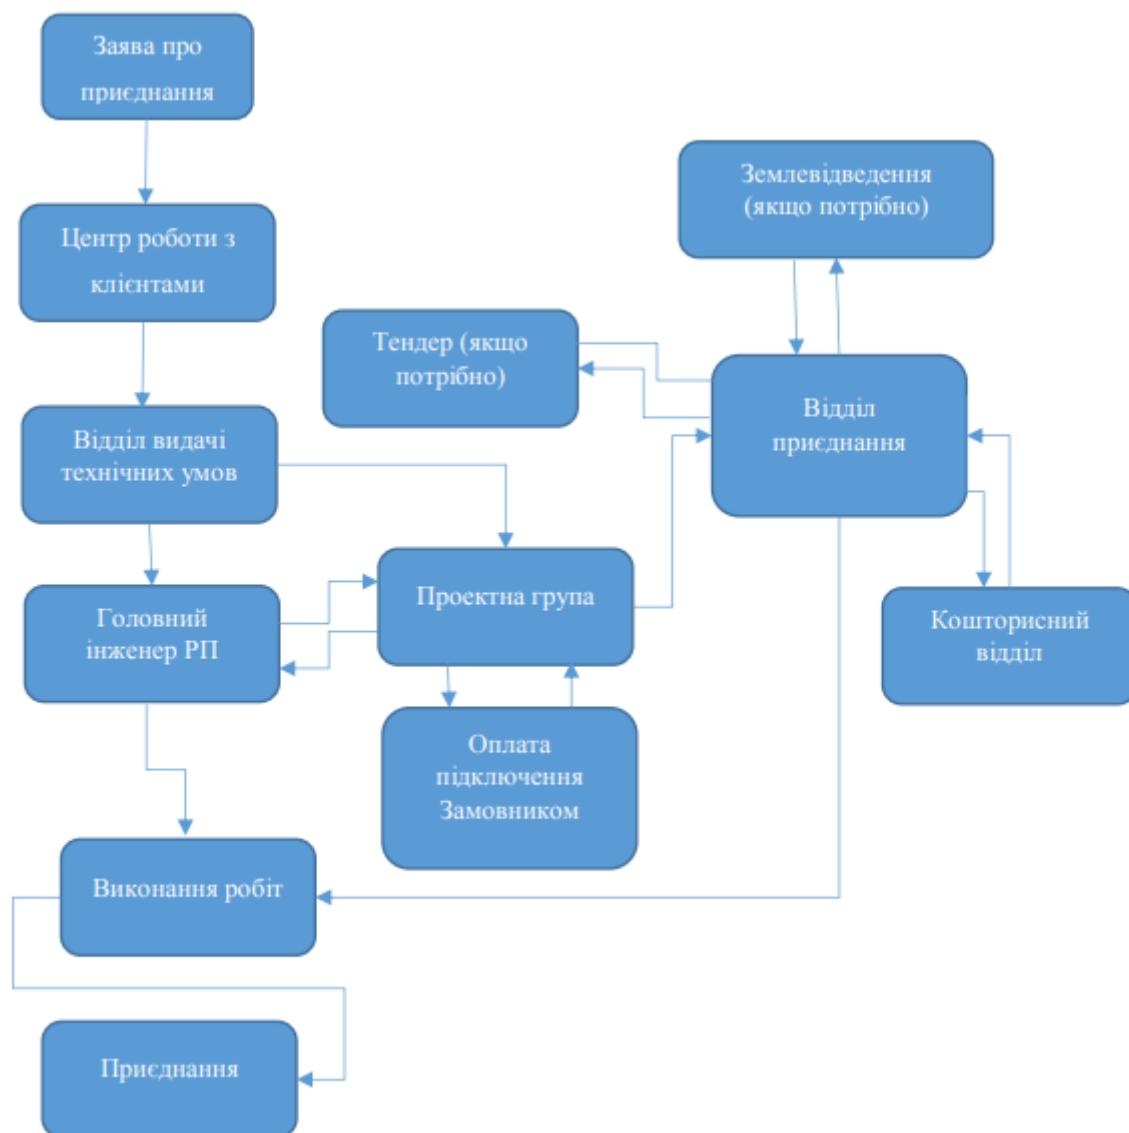 Заява про
приєднання
Центр роботи з
клієнтами
Відділ видачі
технічних умов
Головний
інженер РП
Виконання робіт
Приєднання
Тендер (якщо
потрібно)
Проектна група
Оплата
підключення
Замовником
Землевідведення
(якщо потрібно)
Відділ
приєднання
Кошторисний
відділ